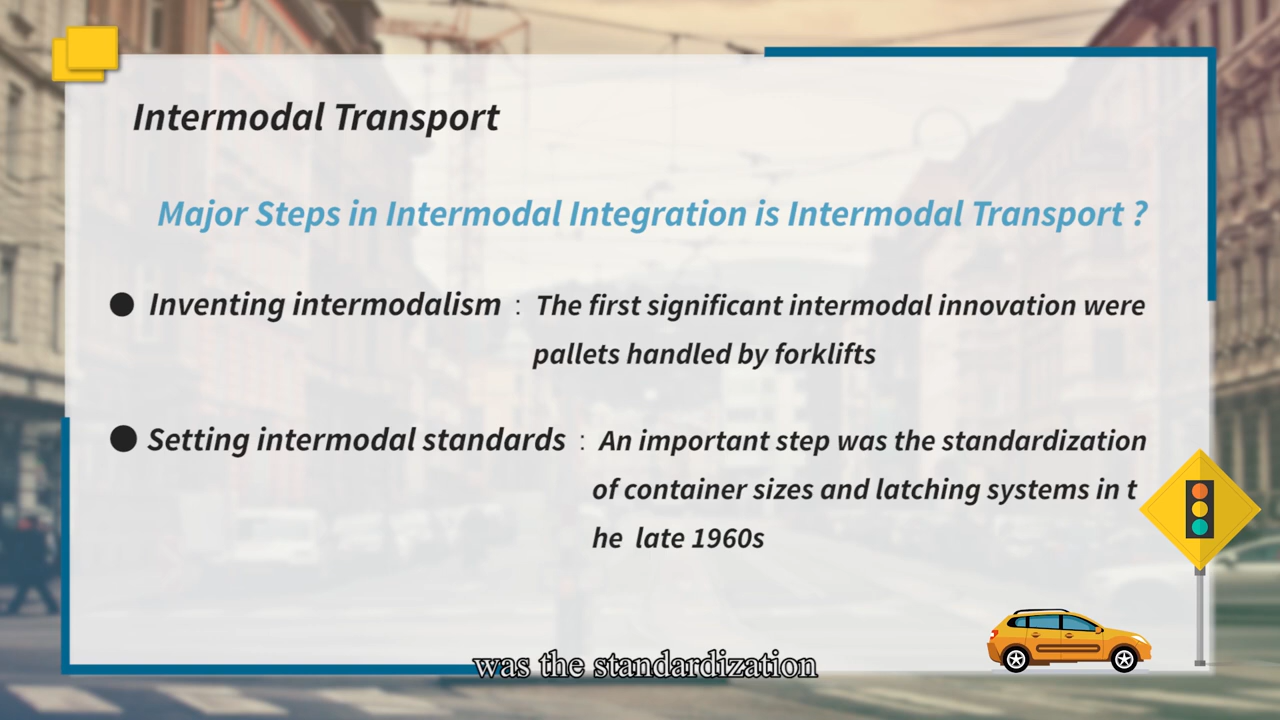 Intermodal Transport
Major Steps in Intermodal Integration is Intermodal Transport ?
● Inventing intermodalism : The first significant intermodal innovation were
pallets handled by forklifts
● Setting intermodal standards : An important step was the standardization
of container sizes and latching systems in t
he late 1960s
was the standardization